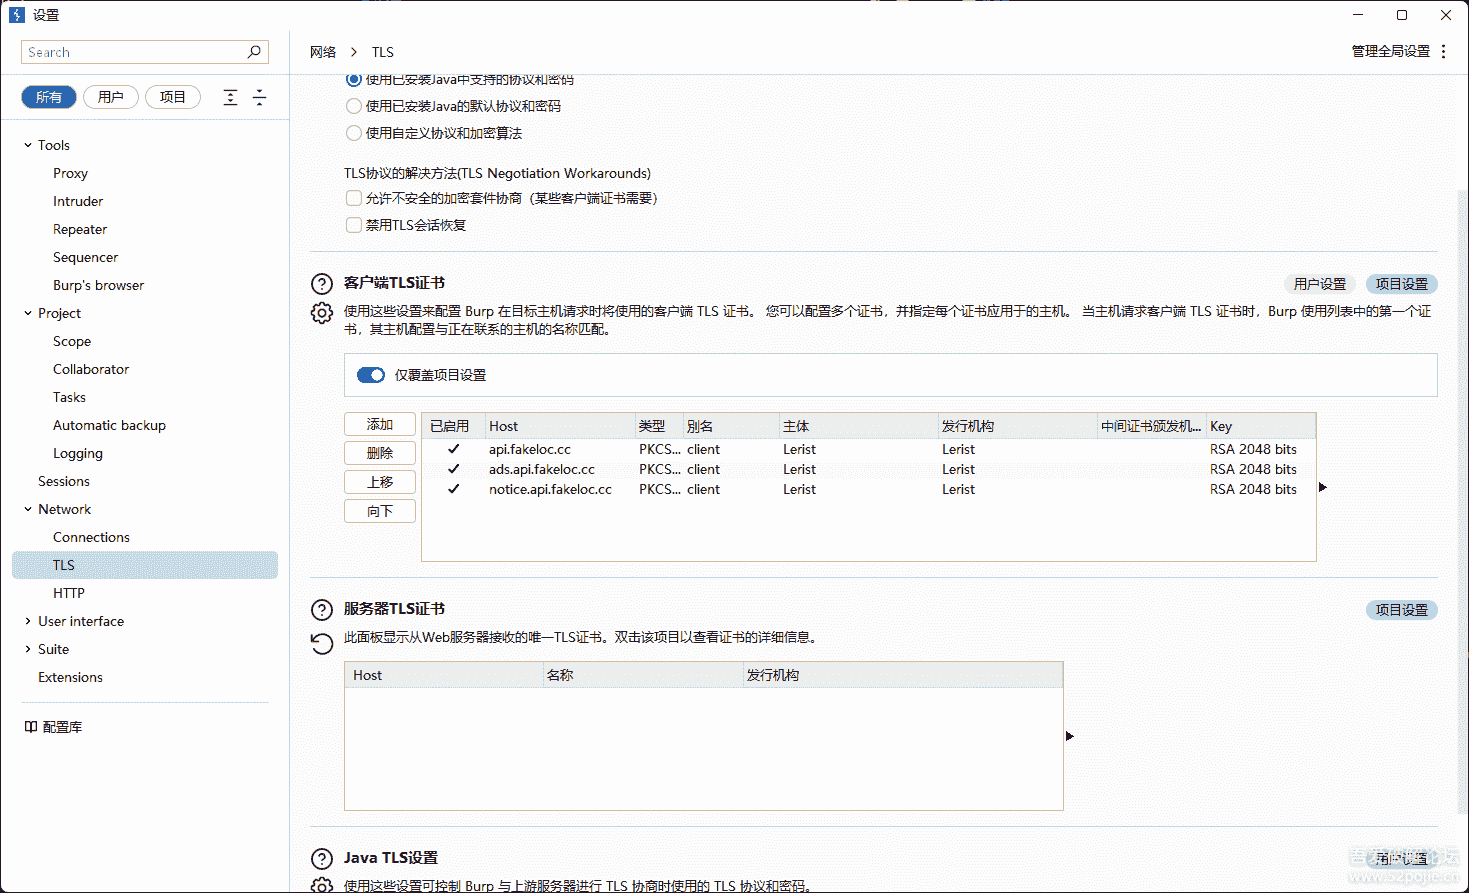 设置
Search
网络 > TLS
管理全局设置
所有 用户 项目
使用已安装Java中支持的协议和密码
使用已安装Java的默认协议和密码
使用自定义协议和加密算法
TLS协议的解决方法(TLS Negotiation Workarounds)
允许不安全的加密套件协商（某些客户端证书需要）
禁用TLS会话恢复
Tools
Proxy
Intruder
Repeater
Sequencer
Burp's browser
Project
Scope
Collaborator
Tasks
Automatic backup
Logging
Sessions
Network
Connections
TLS
HTTP
User interface
Suite
Extensions
配置库
客户端TLS证书
用户设置 项目设置
使用这些设置来配置 Burp 在目标主机请求时将使用的客户端 TLS 证书。 您可以配置多个证书，并指定每个证书应用于的主机。 当主机请求客户端 TLS 证书时，Burp 使用列表中的第一个证
书，其主机配置与正在联系的主机的名称匹配。
仅覆盖项目设置
添加
删除
上移
向下
已启用 Host 类型 别名 主体 发行机构 中间证书颁发机... Key
api.fakeloc.cc PKCS... client Lerist Lerist RSA 2048 bits
ads.api.fakeloc.cc PKCS... client Lerist Lerist RSA 2048 bits
notice.api.fakeloc.cc PKCS... client Lerist Lerist RSA 2048 bits
服务器TLS证书
项目设置
此面板显示从Web服务器接收的唯一TLS证书。双击该项目以查看证书的详细信息。
Host 名称 发行机构
Java TLS设置
用户设置
使用这些设置可控制 Burp 与上游服务器进行 TLS 协商时使用的 TLS 协议和密码。
www.52pojie.cn